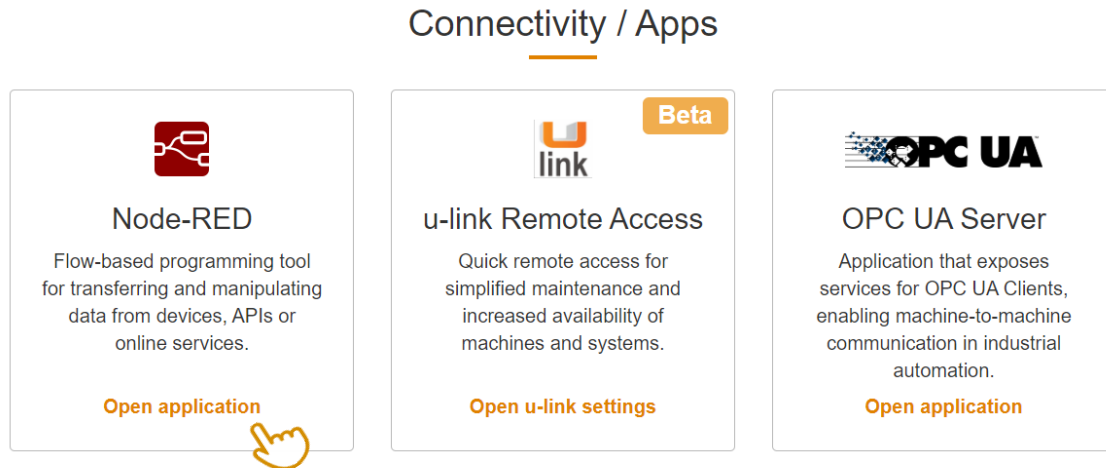 Connectivity / Apps
Beta
u
link
OPC UA
Node-RED
Flow-based programming tool
for transferring and manipulating
data from devices, APIs or
online services.
Open application
u-link Remote Access
Quick remote access for
simplified maintenance and
increased availability of
machines and systems.
Open u-link settings
OPC UA Server
Application that exposes
services for OPC UA Clients,
enabling machine-to-machine
communication in industrial
automation.
Open application